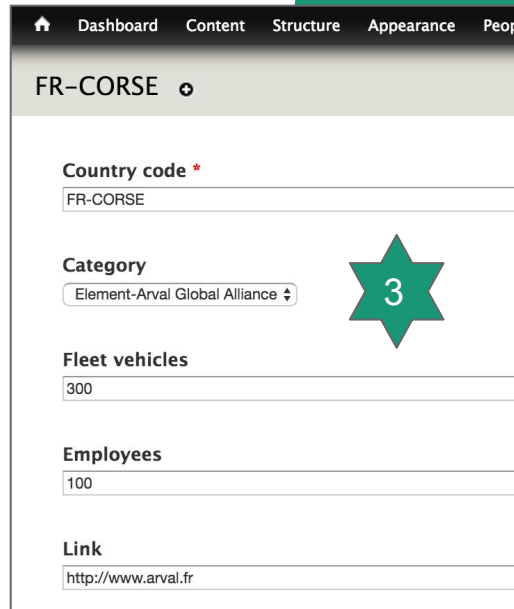 Dashboard Content Structure Appearance
FR-CORSE
Country code *
FR-CORSE
Category
Element-Arval Global Alliance
3
Fleet vehicles
300
Employees
100
Link
http://www.arval.fr